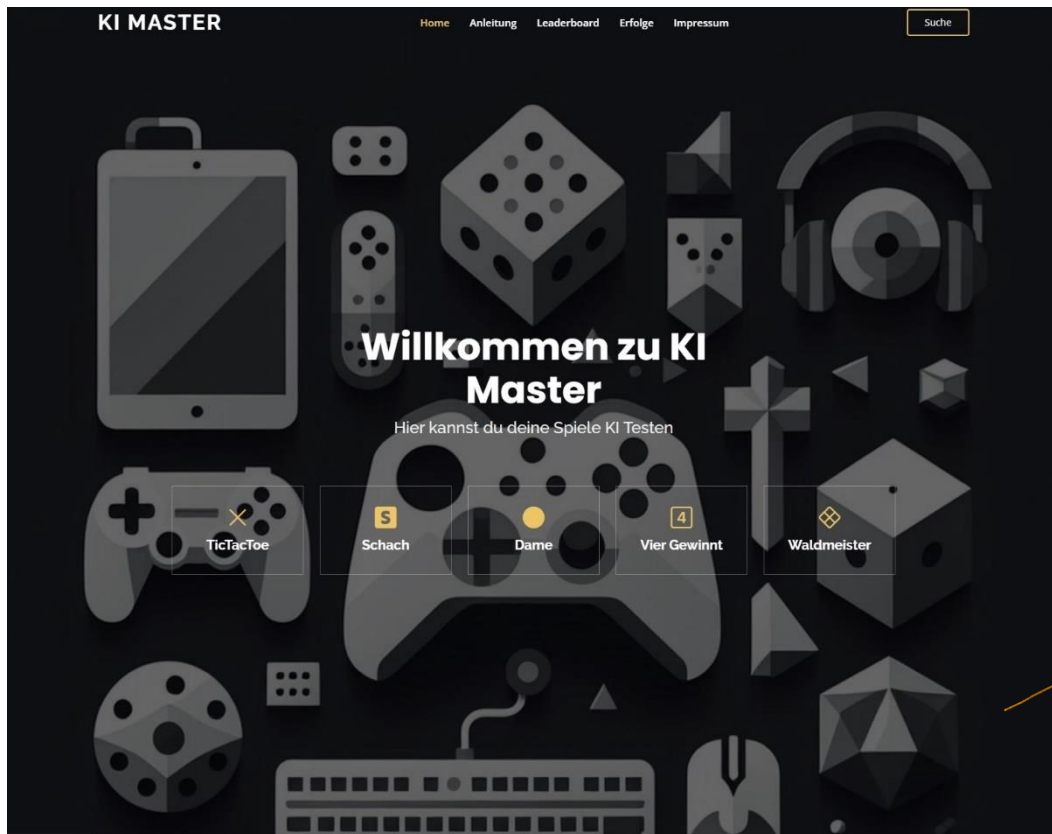 KI MASTER
Home Anleitung Leaderboard Erfolge Impressum
Suche
Willkommen zu KI
Master
Hier kannst du deine Spiele KI Testen
S
4
TicTacToe Schach Dame Vier Gewinnt Waldmeister